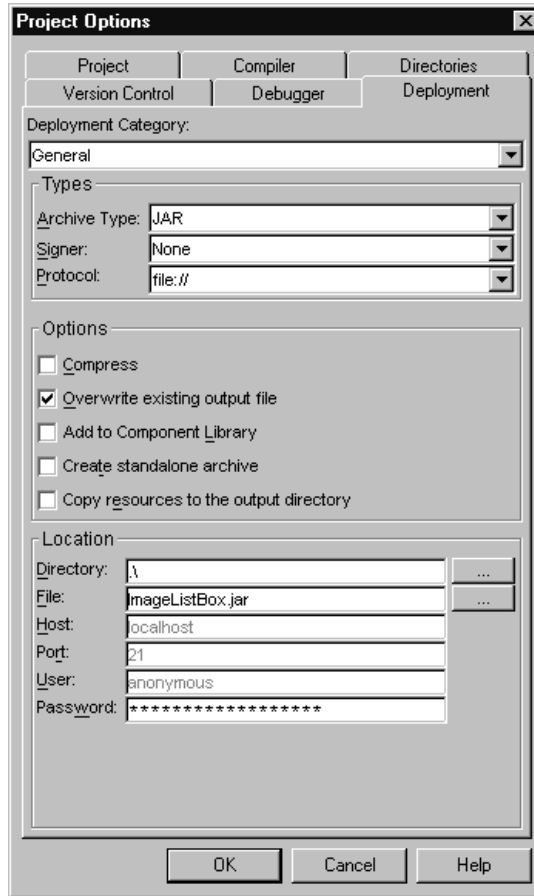 Project Options
Project Compiler Directories
Version Control Debugger Deployment
Deployment Category:
General
Types
Archive Type: JAR
Signer: None
Protocol: file://
Options
Compress
Overwrite existing output file
Add to Component Library
Create standalone archive
Copy resources to the output directory
Location
Directory: .\ ...
File: ImageListBox.jar ...
Host: localhost
Port: 21
User: anonymous
Password: ******************
OK Cancel Help